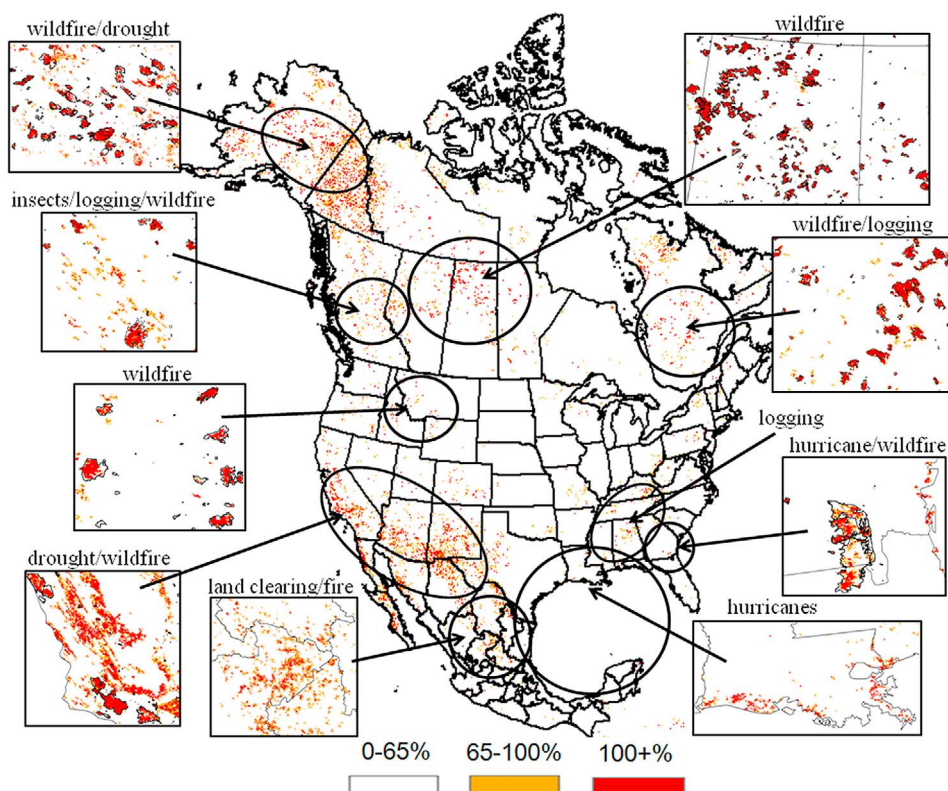 wildfire/drought
wildfire
insects/logging/wildfire
wildfire/logging
wildfire
logging
hurricane/wildfire
drought/wildfire
land clearing/fire
hurricanes
0-65%
65-100%
100+%